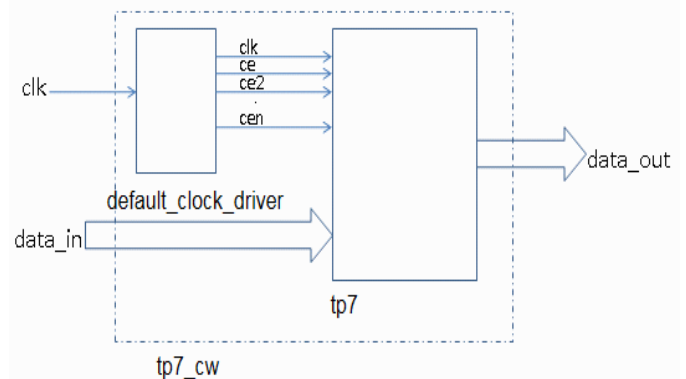 clk
ce
ce2
.
cen
clk
default_clock_driver
data_in
data_out
tp7
tp7_cw